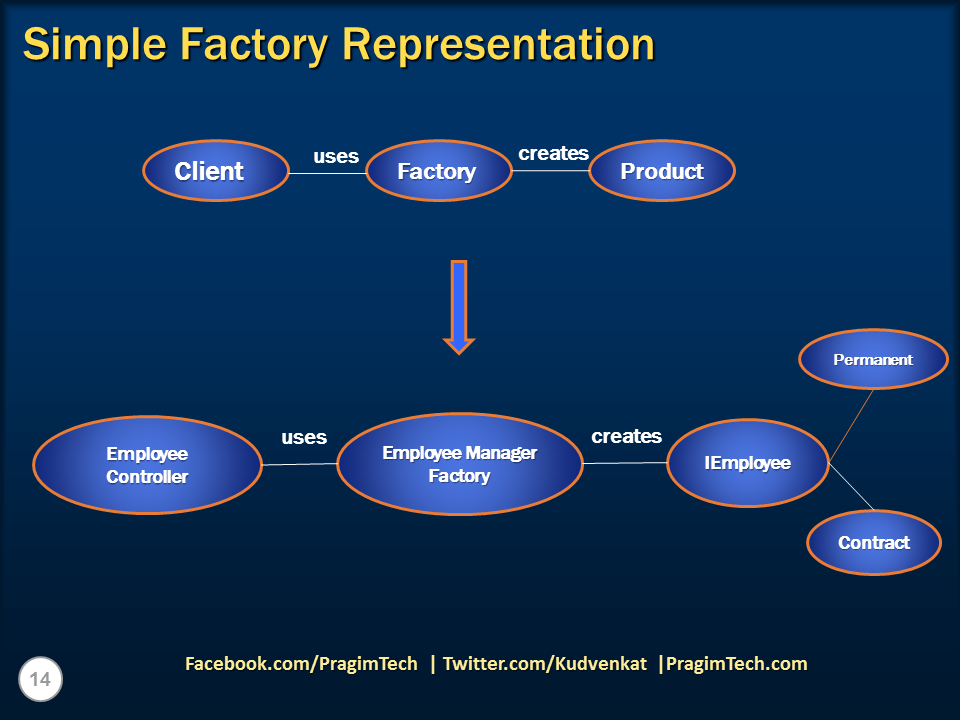 Simple Factory Representation
Client
uses
Factory
creates
Product
Permanent
Employee
Controller
uses
Employee Manager
Factory
creates
IEmployee
Contract
Facebook.com/PragimTech | Twitter.com/Kudvenkat |PragimTech.com
14